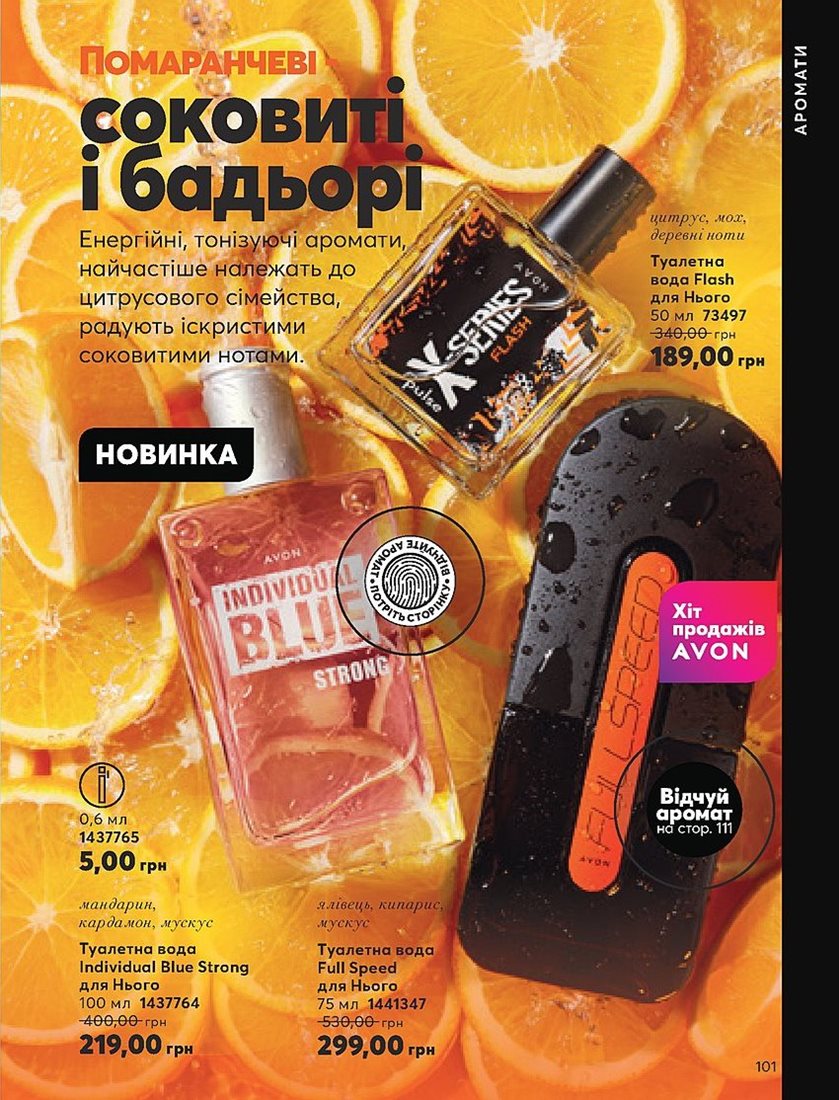 АРОМАТИ
ПОМАРАНЧЕВІ -
соковиті
і бадьорі
Енергійні, тонізуючі аромати,
найчастіше належать до
цитрусового сімейства,
радують іскристими
соковитими нотами.
цитрус, мох,
деревні ноти
Туалетна
вода Flash
для Нього
50 мл 73497
340,00 грн
189,00 грн
AVON
X SERIES
FLASH
pulse
НОВИНКА
AVON
INDIVIDUAL
BLUE
STRONG
ВІДЧУЙТЕ АРОМАТ
ПОТРІТЬ СТОРІНКУ
Хіт
продажів
AVON
FULL SPEED
AVON
Відчуй
аромат
на стор. 111
0,6 мл
1437765
5,00 грн
мандарин,
кардамон, мускус
Туалетна вода
Individual Blue Strong
для Нього
100 мл 1437764
400,00 грн
219,00 грн
ялівець, кипарис,
мускус
Туалетна вода
Full Speed
для Нього
75 мл 1441347
530,00 грн
299,00 грн
101